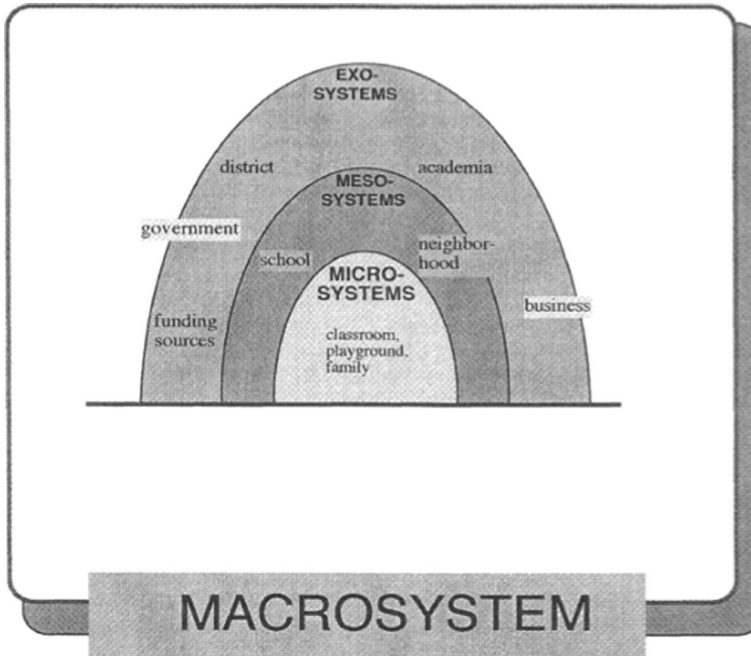 EXO-
SYSTEMS
district
academia
MESO-
SYSTEMS
government
school
neighbor-
hood
MICRO-
SYSTEMS
funding
sources
business
classroom,
playground,
family
MACROSYSTEM